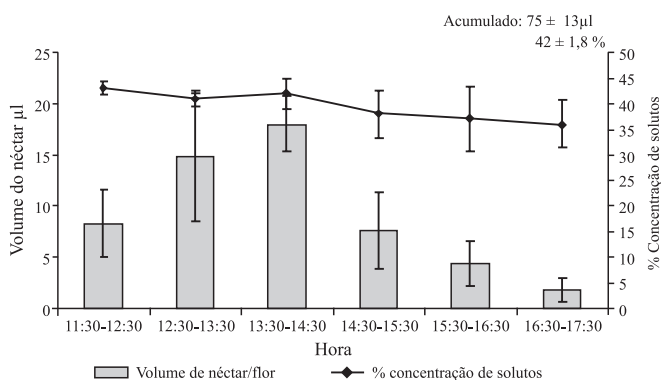 Acumulado: 75 ± 13µl
42 ± 1,8 %
Volume do néctar µl
25
20
15
10
5
0
50
45
40
35
30
25
20
15
10
5
0
% Concentração de solutos
11:30-12:30 12:30-13:30 13:30-14:30 14:30-15:30 15:30-16:30 16:30-17:30
Hora
Volume de néctar/flor % concentração de solutos